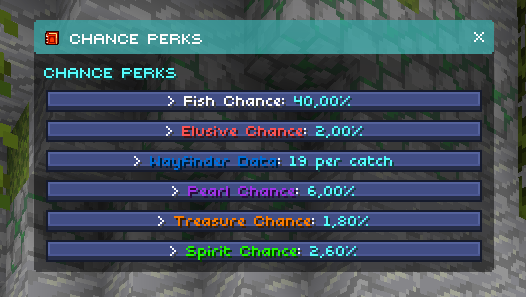 CHANCE PERKS
CHANCE PERKS
> Fish Chance: 40,00%
> Elusive Chance: 2,00%
> Wayfinder Data: 19 per catch
> Pearl Chance: 6,00%
> Treasure Chance: 1,80%
> Spirit Chance: 2,60%